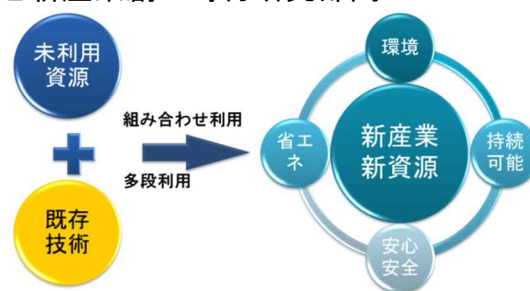 未利用
資源
既存
技術
組み合わせ利用
多段利用
環境
省エ
ネ
新産業
新資源
持続
可能
安心
安全